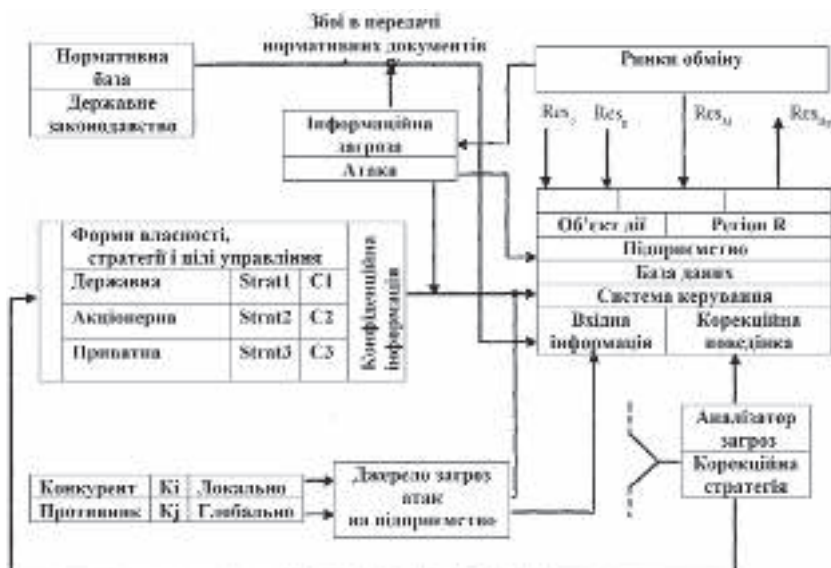 Збої в передачі
нормативних документів
Нормативна
база
Державне
законодавство
Ринки обміну
Інформаційна
загроза
Атака
Res
Res
Res
Res
Об'єкт дії Регіон R
Підприємство
База даних
Система керування
Вхідна
інформація
Корекційна
поведінка
Форми власності,
стратегії і цілі управління
Державна Strat1 C1
Акціонерна Strat2 C2
Приватна Strat3 C3
Конфіденційна
інформація
Аналізатор
загроз
Корекційна
стратегія
Джерело загроз
атак
на підприємство
Конкурент Ki Локально
Противник Kj Глобально